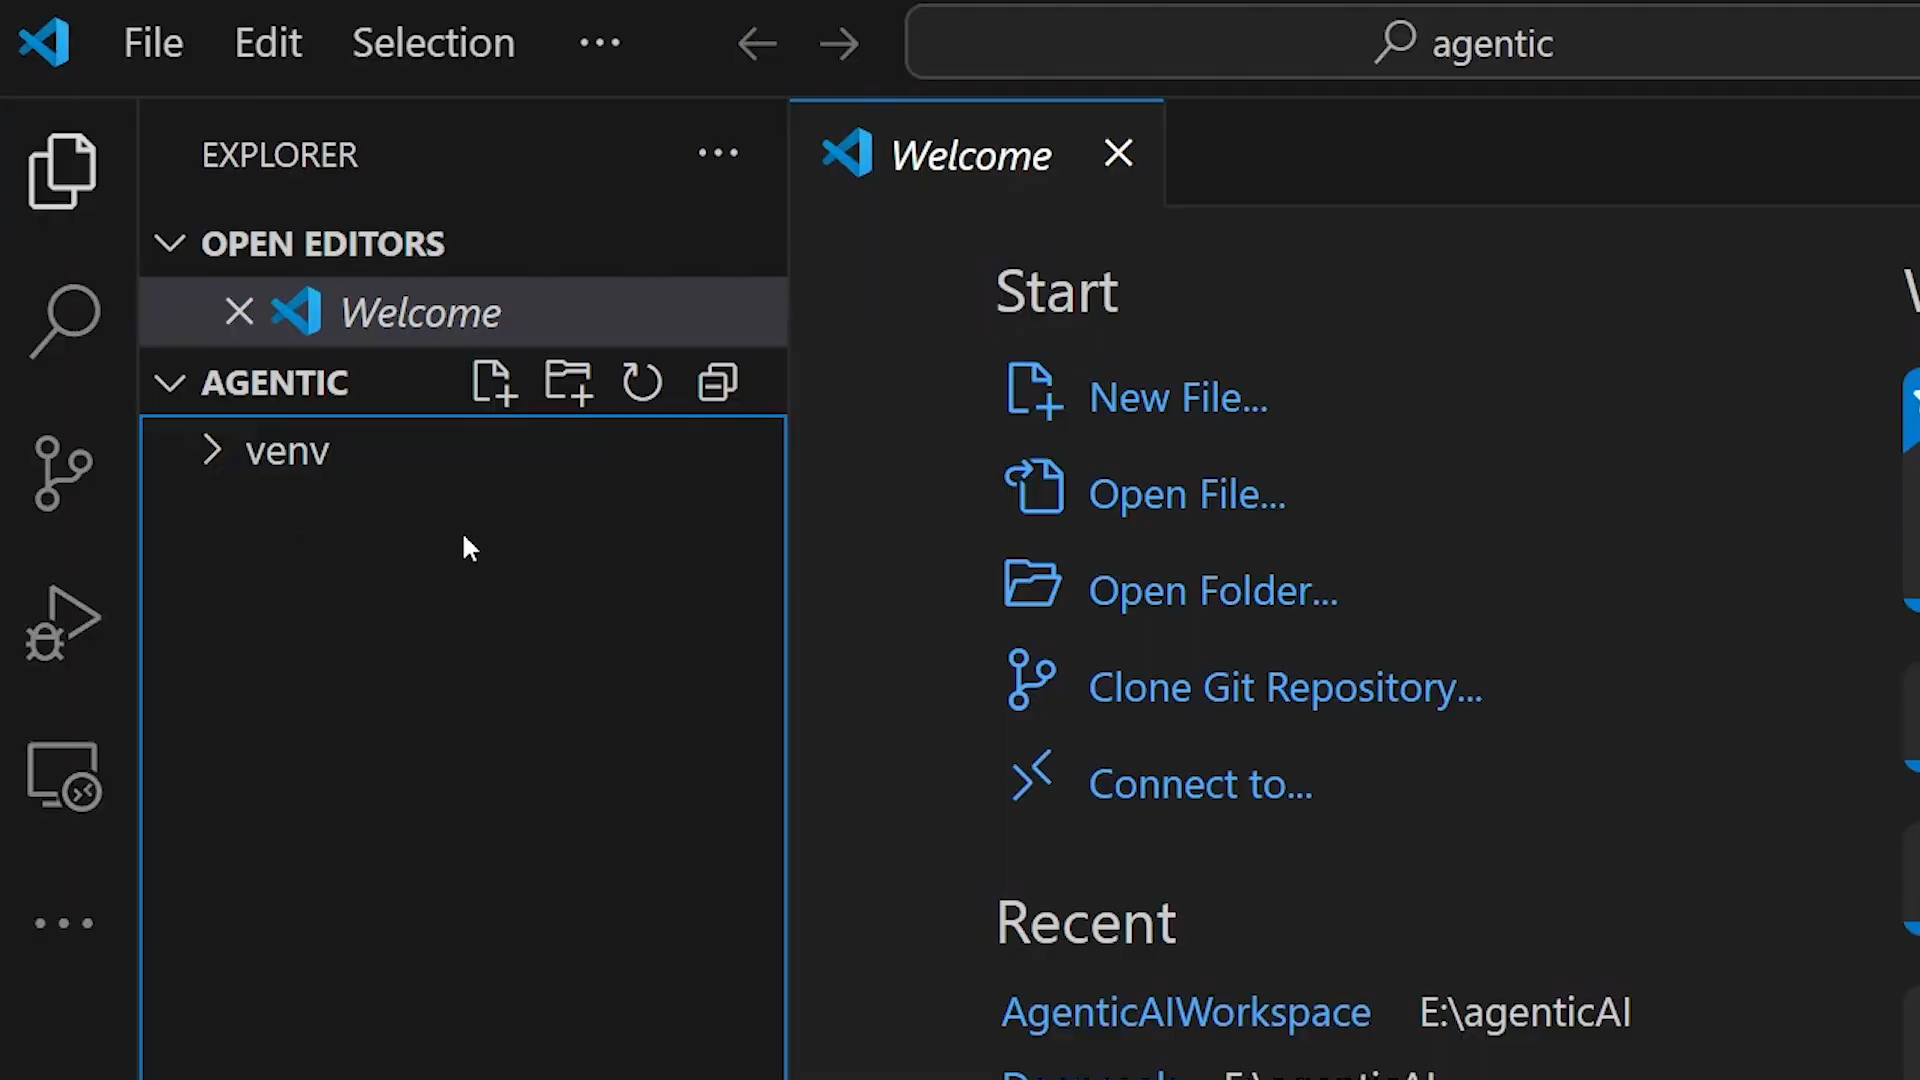 File Edit Selection ···
agentic
EXPLORER ···
Welcome
OPEN EDITORS
Welcome
AGENTIC
venv
Start
New File...
Open File...
Open Folder...
Clone Git Repository...
Connect to...
Recent
AgenticAIWorkspace E:\agenticAI